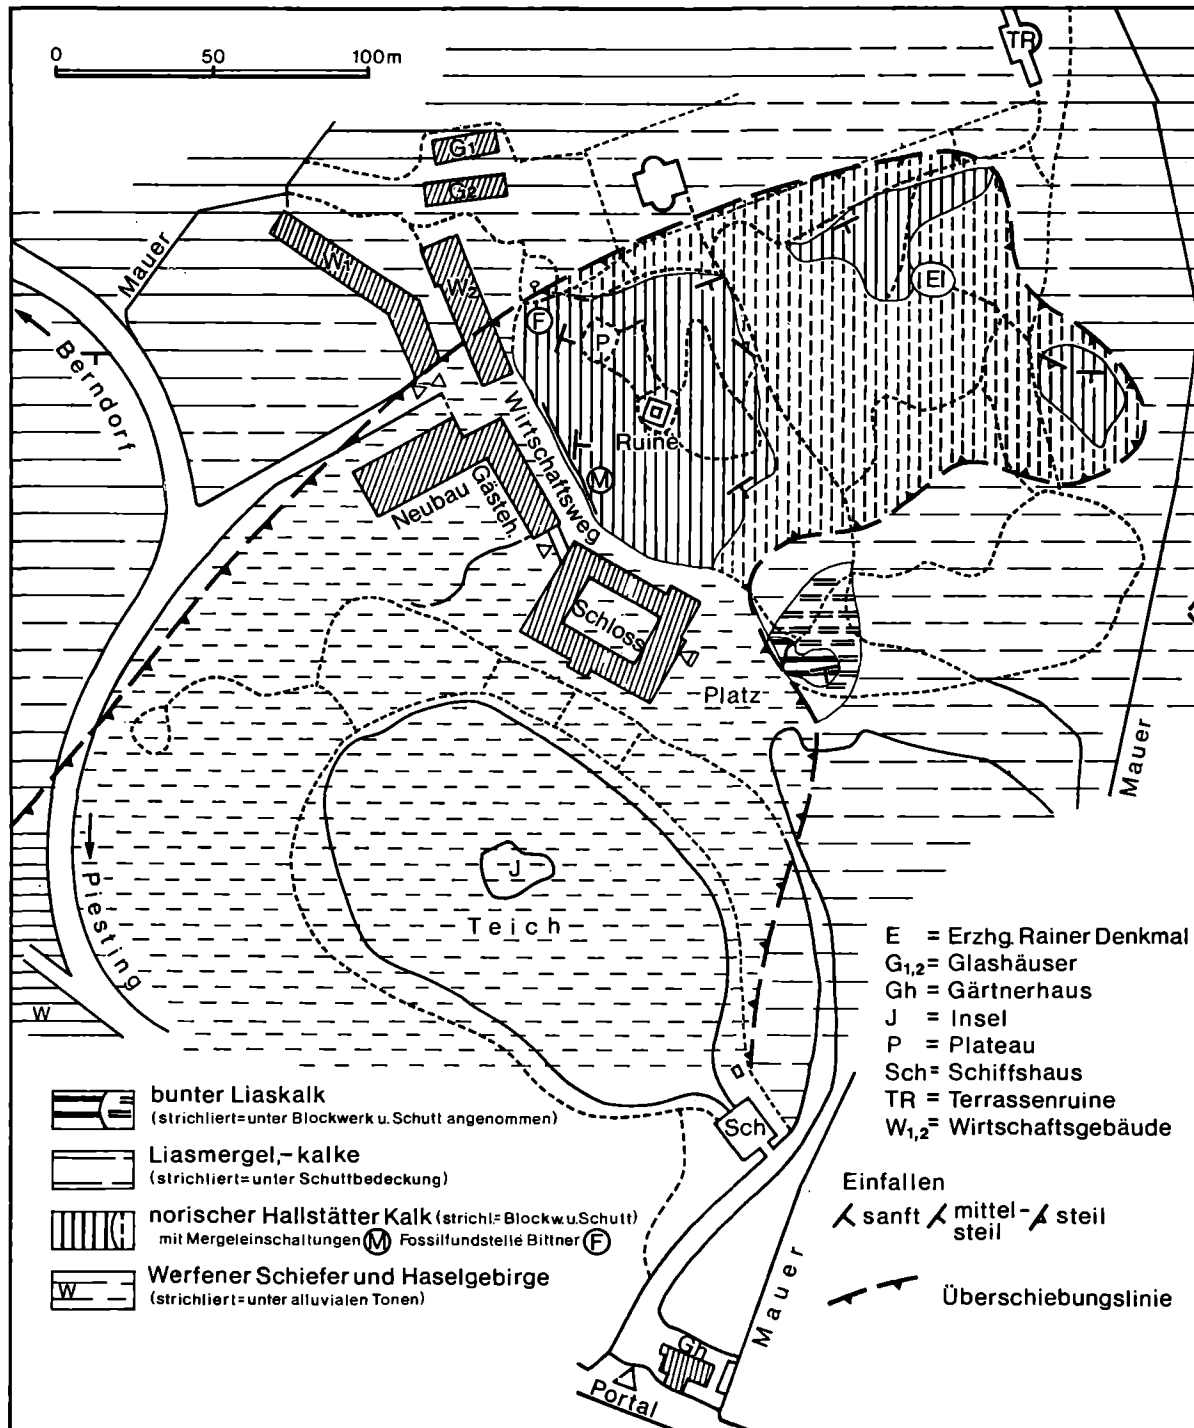 0 50 100m
TR
G1
G2
Mauer
W1
W2
F
P
E
Berndorf
Ruine
Wirtschaftsweg
M
Neubau
Gästeh.
Schloss
Platz
Mauer
J
Teich
Piesting
W
E = Erzhg. Rainer Denkmal
G1,2= Glashäuser
Gh = Gärtnerhaus
J = Insel
P = Plateau
Sch= Schiffshaus
TR = Terrassenruine
W1,2= Wirtschaftsgebäude
Sch
bunter Liaskalk
(strichliert=unter Blockwerk u. Schutt angenommen)
Liasmergel,-kalke
(strichliert=unter Schuttbedeckung)
norischer Hallstätter Kalk (strichl.=Blockw.u.Schutt)
mit Mergeleinschaltungen M Fossilfundstelle Bittner F
W
Werfener Schiefer und Haselgebirge
(strichliert=unter alluvialen Tonen)
Einfallen
sanft mittel-steil steil
Überschiebungslinie
Mauer
Gh
Portal